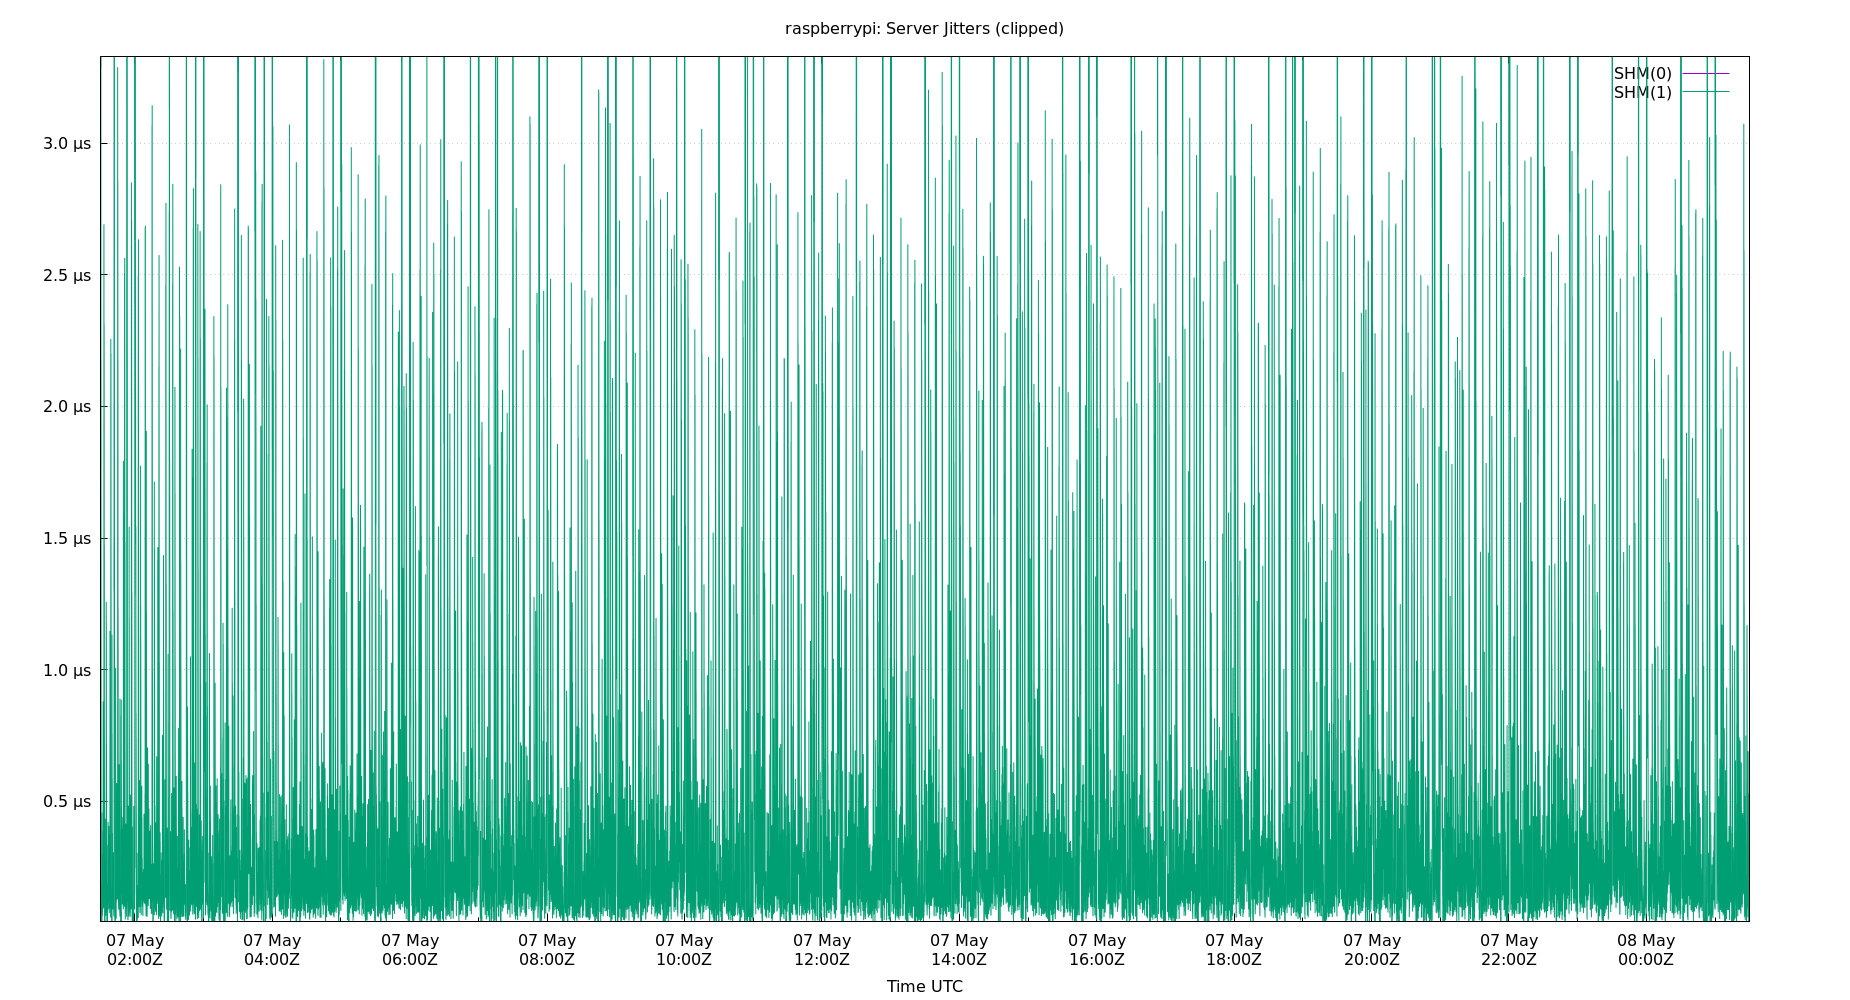 raspberrypi: Server Jitters (clipped)
SHM(0)
SHM(1)
3.0 µs
2.5 µs
2.0 µs
1.5 µs
1.0 µs
0.5 µs
07 May 07 May 07 May 07 May 07 May 07 May 07 May 07 May 07 May 07 May 07 May 08 May
02:00Z 04:00Z 06:00Z 08:00Z 10:00Z 12:00Z 14:00Z 16:00Z 18:00Z 20:00Z 22:00Z 00:00Z
Time UTC